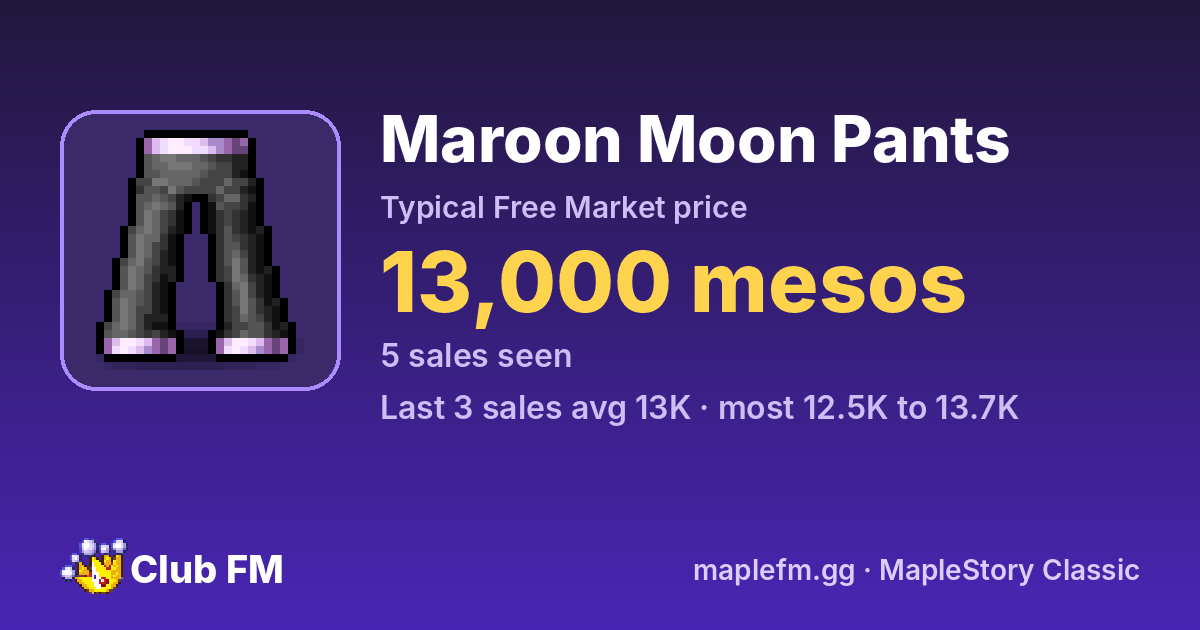 Maroon Moon Pants
Typical Free Market price
13,000 mesos
5 sales seen
Last 3 sales avg 13K · most 12.5K to 13.7K
Club FM
maplefm.gg · MapleStory Classic